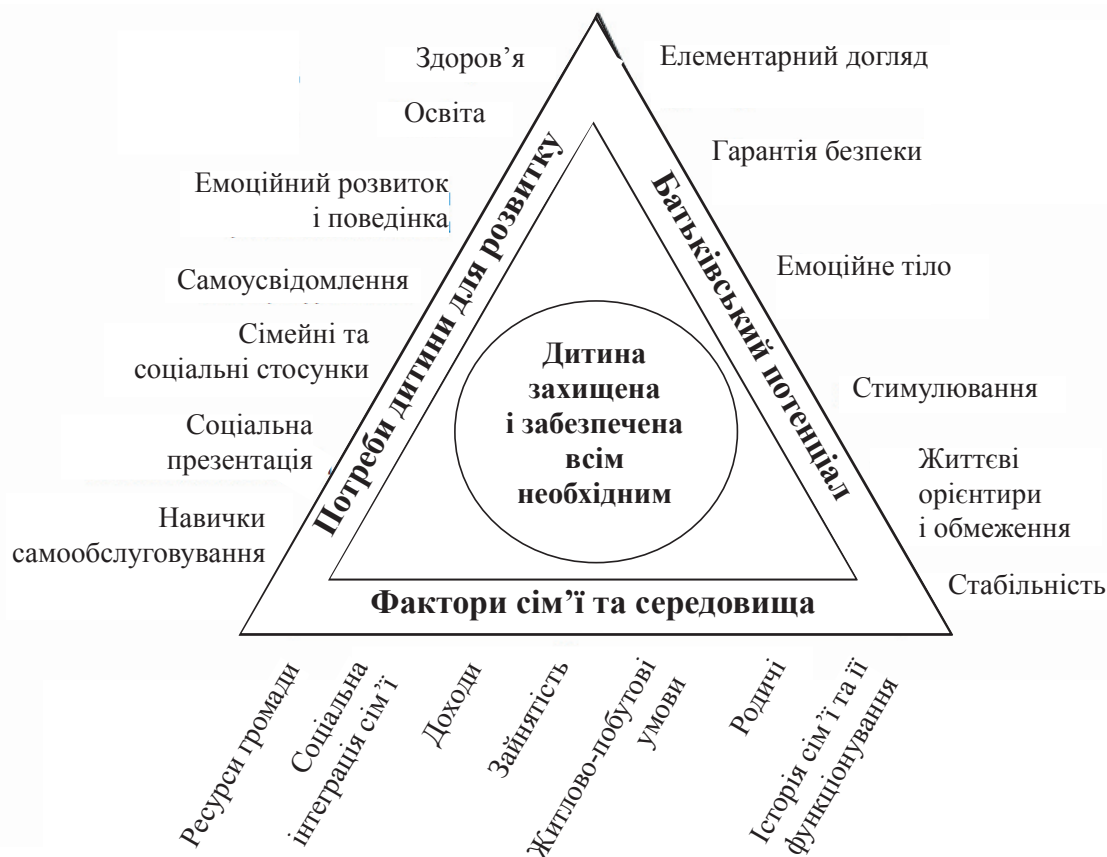 Здоров’я
Освіта
Емоційний розвиток
і поведінка
Самоусвідомлення
Сімейні та
соціальні стосунки
Соціальна
презентація
Навички
самообслуговування
Потреби дитини для розвитку
Дитина
захищена
і забезпечена
всім
необхідним
Батьківський потенціал
Елементарний догляд
Гарантія безпеки
Емоційне тіло
Стимулювання
Життєві
орієнтири
і обмеження
Стабільність
Фактори сім’ї та середовища
Ресурси громади
Соціальна
інтеграція сім’ї
Доходи
Зайнятість
Житлово-побутові
умови
Родичі
Історія сім’ї та її
функціонування